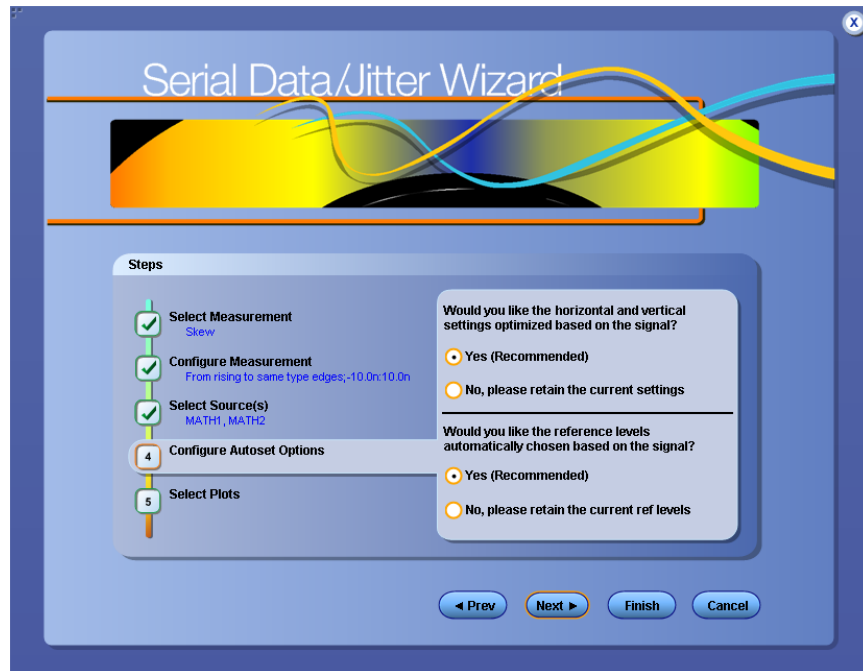 X
Serial Data/Jitter Wizard
Steps
Select Measurement
Skew
Configure Measurement
From rising to same type edges;-10.0n:10.0n
Select Source(s)
MATH1, MATH2
4
Configure Autoset Options
5
Select Plots
Would you like the horizontal and vertical
settings optimized based on the signal?
Yes (Recommended)
No, please retain the current settings
Would you like the reference levels
automatically chosen based on the signal?
Yes (Recommended)
No, please retain the current ref levels
◄ Prev
Next ►
Finish
Cancel